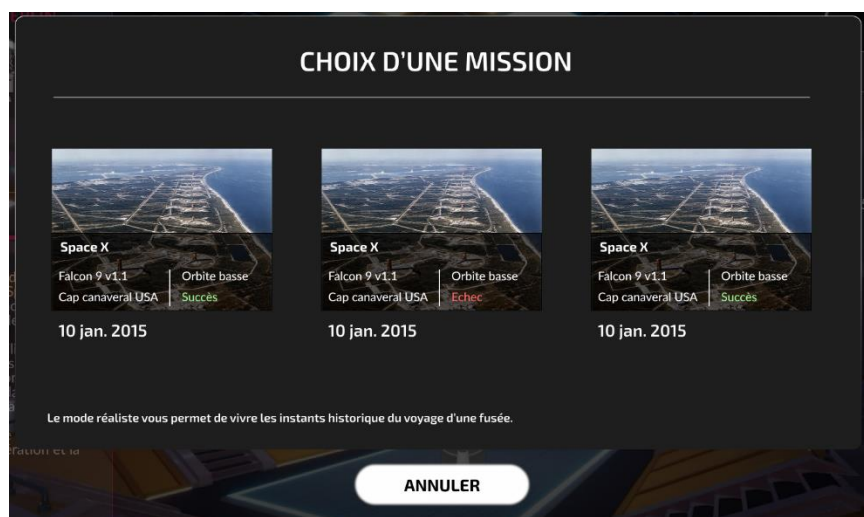 CHOIX D'UNE MISSION
Space X
Falcon 9 v1.1
Orbite basse
Cap canaveral USA
Succès
10 jan. 2015
Space X
Falcon 9 v1.1
Orbite basse
Cap canaveral USA
Echec
10 jan. 2015
Space X
Falcon 9 v1.1
Orbite basse
Cap canaveral USA
Succès
10 jan. 2015
Le mode réaliste vous permet de vivre les instants historique du voyage d'une fusée.
ération et la
ANNULER